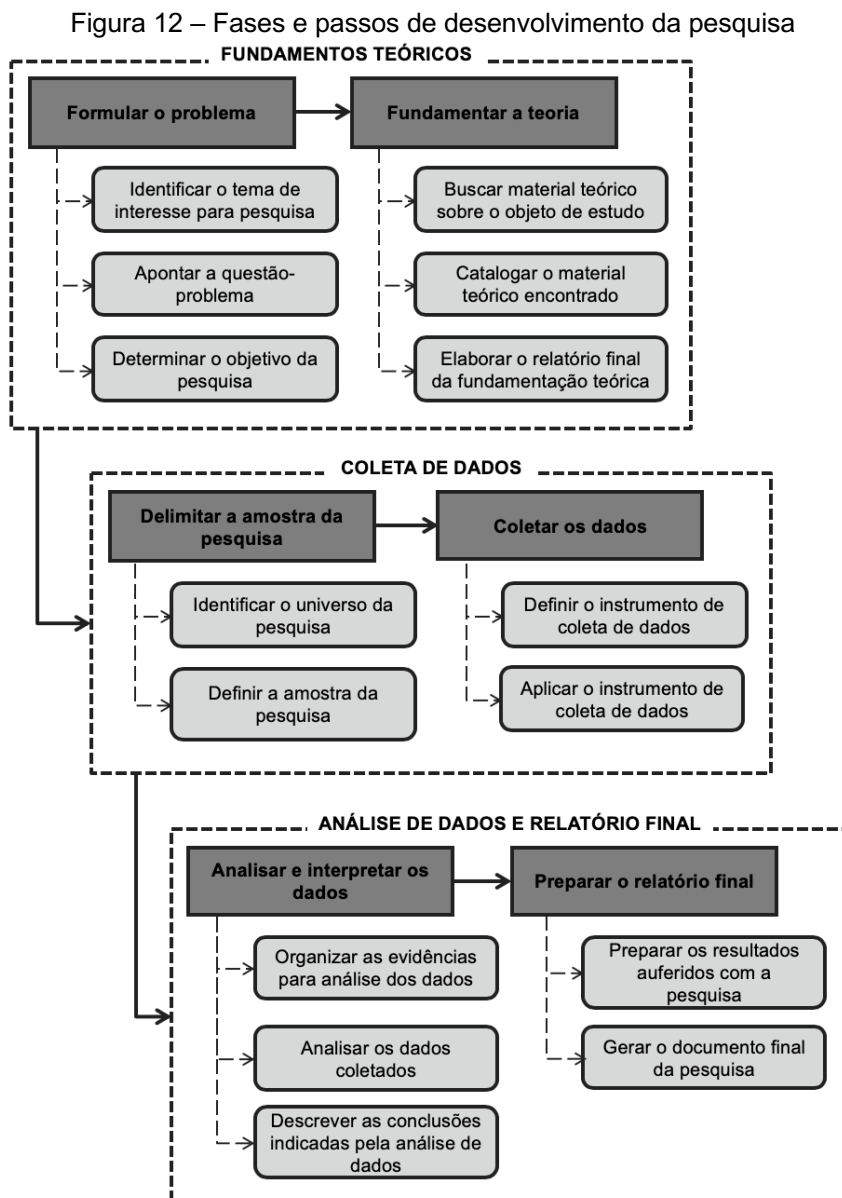 Figura 12 – Fases e passos de desenvolvimento da pesquisa
FUNDAMENTOS TEÓRICOS
Formular o problema
Identificar o tema de
interesse para pesquisa
Apontar a questão-
problema
Determinar o objetivo da
pesquisa
Fundamentar a teoria
Buscar material teórico
sobre o objeto de estudo
Catalogar o material
teórico encontrado
Elaborar o relatório final
da fundamentação teórica
COLETA DE DADOS
Delimitar a amostra da
pesquisa
Identificar o universo da
pesquisa
Definir a amostra da
pesquisa
Coletar os dados
Definir o instrumento de
coleta de dados
Aplicar o instrumento de
coleta de dados
ANÁLISE DE DADOS E RELATÓRIO FINAL
Analisar e interpretar os
dados
Organizar as evidências
para análise dos dados
Analisar os dados
coletados
Descrever as conclusões
indicadas pela análise de
dados
Preparar o relatório final
Preparar os resultados
auferidos com a
pesquisa
Gerar o documento final
da pesquisa